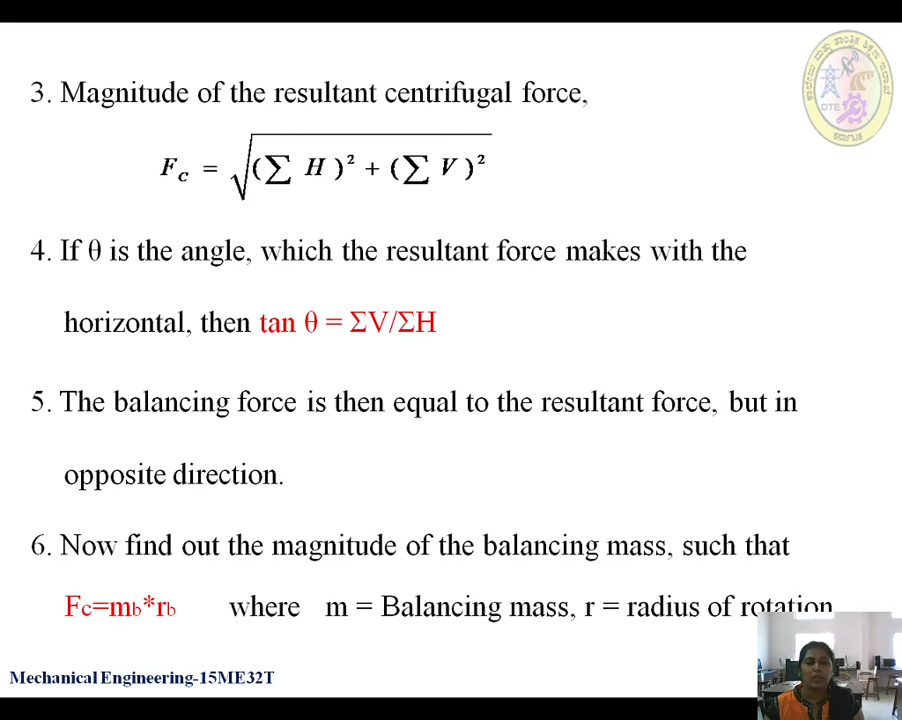 3. Magnitude of the resultant centrifugal force,
F_c = √((∑ H)² + (∑ V)²)
4. If θ is the angle, which the resultant force makes with the
horizontal, then tan θ = ΣV/ΣH
5. The balancing force is then equal to the resultant force, but in
opposite direction.
6. Now find out the magnitude of the balancing mass, such that
Fc=mb*rb where m = Balancing mass, r = radius of rotation
Mechanical Engineering-15ME32T
DTE